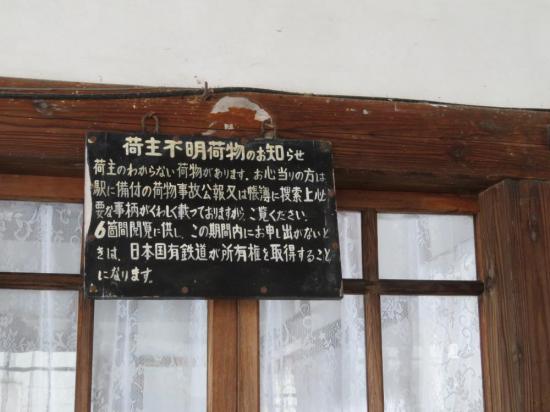 荷主不明荷物のお知らせ
荷主のわからない荷物があります。お心当りの方は
駅に備付の荷物事故公報又は帳簿に捜索上必
要な事柄がくわしく載っておりますから、ご覧ください。
6箇間閲覧に供し、この期間内にお申し出がないと
きは、日本国有鉄道が所有権を取得すること
になります。